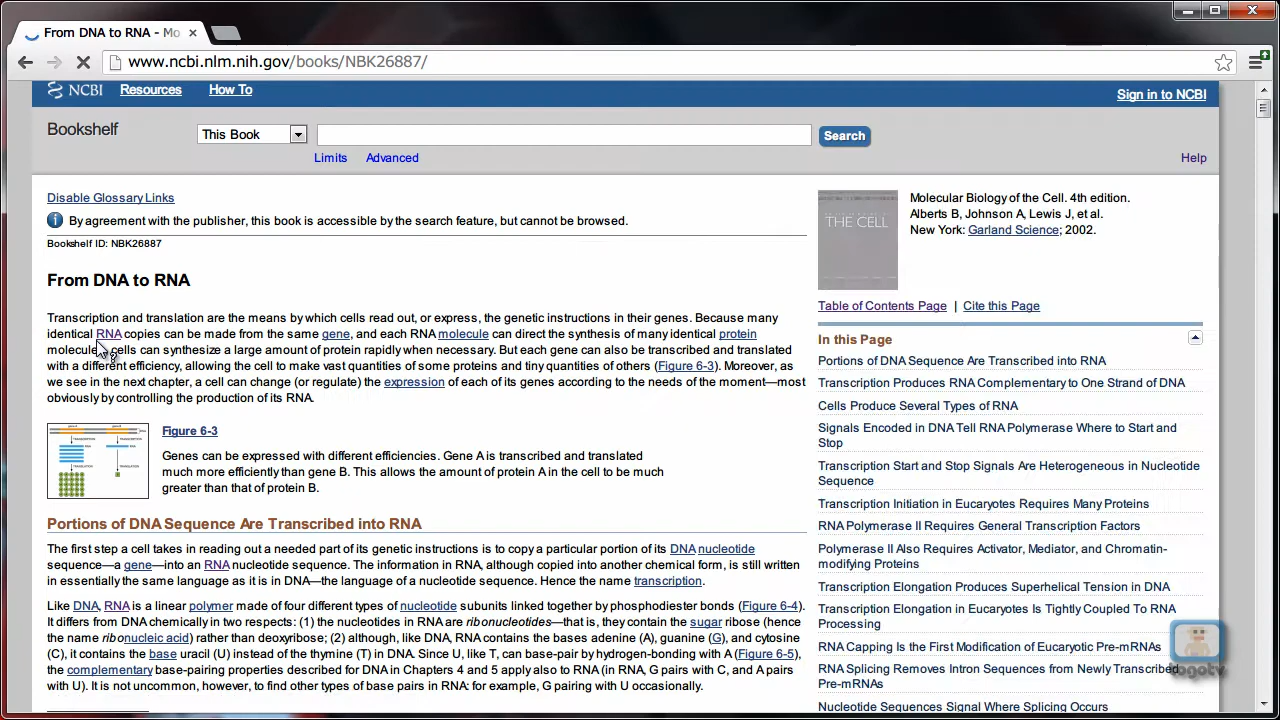 From DNA to RNA - Mo
www.ncbi.nlm.nih.gov/books/NBK26887/
NCBI Resources How To Sign in to NCBI
Bookshelf This Book Search
Limits Advanced Help
Disable Glossary Links
By agreement with the publisher, this book is accessible by the search feature, but cannot be browsed.
Bookshelf ID: NBK26887
From DNA to RNA
Transcription and translation are the means by which cells read out, or express, the genetic instructions in their genes. Because many
identical RNA copies can be made from the same gene, and each RNA molecule can direct the synthesis of many identical protein
molecules, cells can synthesize a large amount of protein rapidly when necessary. But each gene can also be transcribed and translated
with a different efficiency, allowing the cell to make vast quantities of some proteins and tiny quantities of others (Figure 6-3). Moreover, as
we see in the next chapter, a cell can change (or regulate) the expression of each of its genes according to the needs of the moment—most
obviously by controlling the production of its RNA.
Figure 6-3
Genes can be expressed with different efficiencies. Gene A is transcribed and translated
much more efficiently than gene B. This allows the amount of protein A in the cell to be much
greater than that of protein B.
Portions of DNA Sequence Are Transcribed into RNA
The first step a cell takes in reading out a needed part of its genetic instructions is to copy a particular portion of its DNA nucleotide
sequence—a gene—into an RNA nucleotide sequence. The information in RNA, although copied into another chemical form, is still written
in essentially the same language as it is in DNA—the language of a nucleotide sequence. Hence the name transcription.
Like DNA, RNA is a linear polymer made of four different types of nucleotide subunits linked together by phosphodiester bonds (Figure 6-4).
It differs from DNA chemically in two respects: (1) the nucleotides in RNA are ribonucleotides—that is, they contain the sugar ribose (hence
the name ribonucleic acid) rather than deoxyribose; (2) although, like DNA, RNA contains the bases adenine (A), guanine (G), and cytosine
(C), it contains the base uracil (U) instead of the thymine (T) in DNA. Since U, like T, can base-pair by hydrogen-bonding with A (Figure 6-5),
the complementary base-pairing properties described for DNA in Chapters 4 and 5 apply also to RNA (in RNA, G pairs with C, and A pairs
with U). It is not uncommon, however, to find other types of base pairs in RNA: for example, G pairing with U occasionally.
THE CELL
Molecular Biology of the Cell. 4th edition.
Alberts B, Johnson A, Lewis J, et al.
New York: Garland Science; 2002.
Table of Contents Page | Cite this Page
In this Page
Portions of DNA Sequence Are Transcribed into RNA
Transcription Produces RNA Complementary to One Strand of DNA
Cells Produce Several Types of RNA
Signals Encoded in DNA Tell RNA Polymerase Where to Start and
Stop
Transcription Start and Stop Signals Are Heterogeneous in Nucleotide
Sequence
Transcription Initiation in Eucaryotes Requires Many Proteins
RNA Polymerase II Requires General Transcription Factors
Polymerase II Also Requires Activator, Mediator, and Chromatin-
modifying Proteins
Transcription Elongation Produces Superhelical Tension in DNA
Transcription Elongation in Eucaryotes Is Tightly Coupled To RNA
Processing
RNA Capping Is the First Modification of Eucaryotic Pre-mRNAs
RNA Splicing Removes Intron Sequences from Newly Transcribed
Pre-mRNAs
Nucleotide Sequences Signal Where Splicing Occurs
togotv